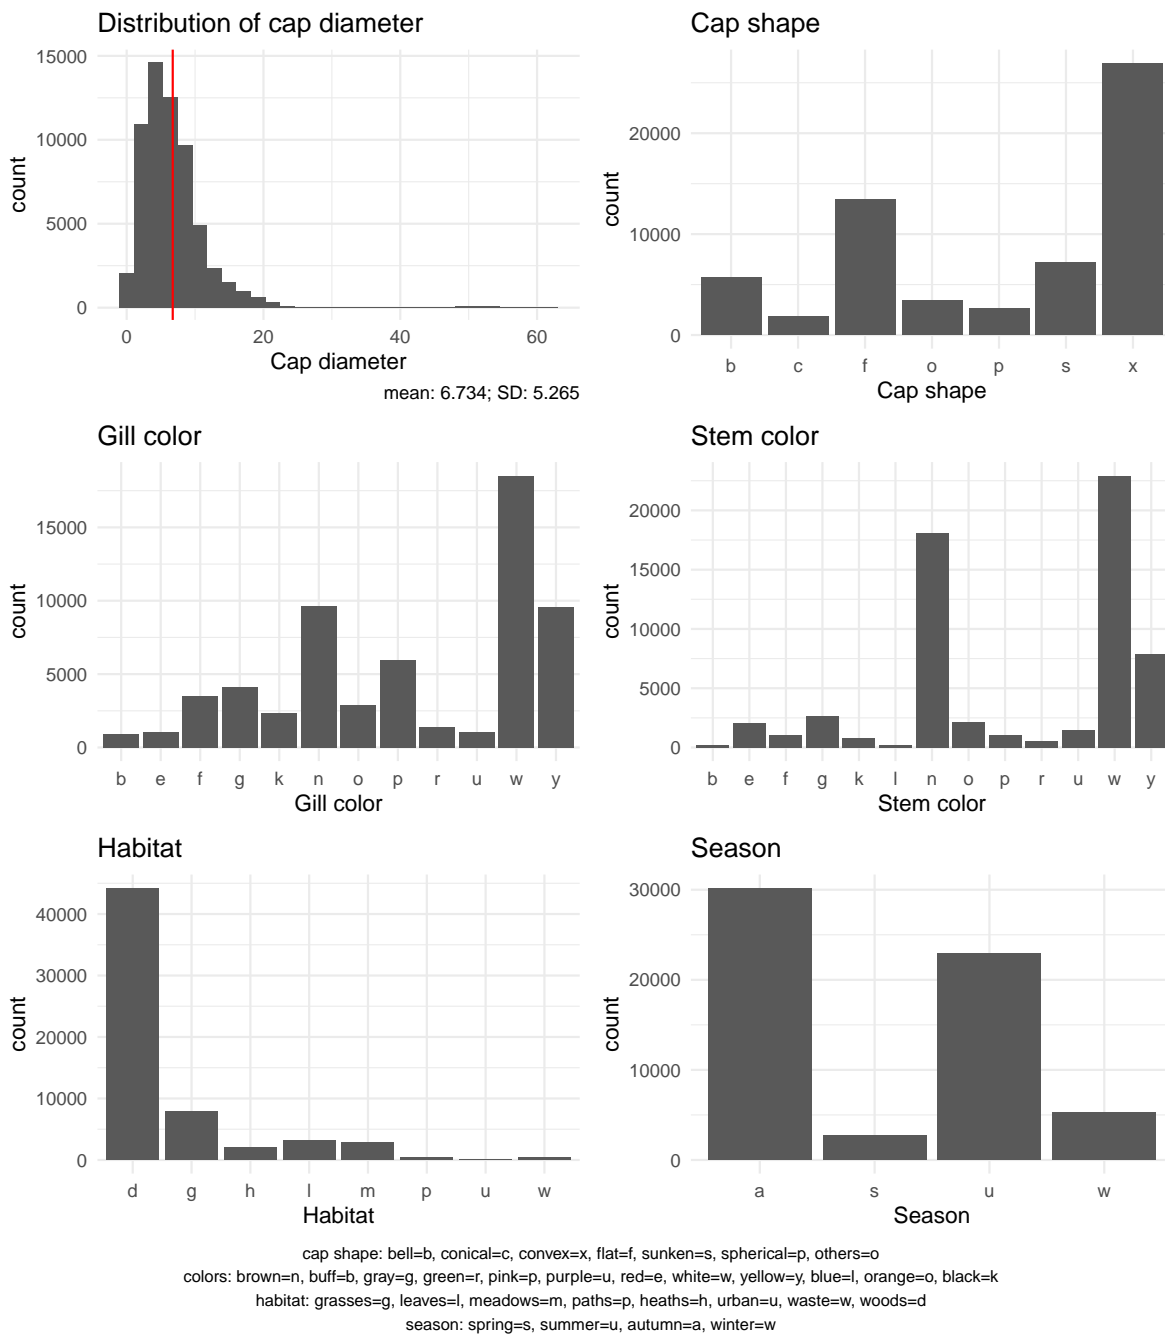 Distribution of cap diameter
15000
10000
5000
0
count
0 20 40 60
Cap diameter
mean: 6.734; SD: 5.265
Cap shape
20000
10000
0
count
b c f o p s x
Cap shape
Gill color
15000
10000
5000
0
count
b e f g k n o p r u w y
Gill color
Stem color
20000
15000
10000
5000
0
count
b e f g k l n o p r u w y
Stem color
Habitat
40000
30000
20000
10000
0
count
d g h l m p u w
Habitat
Season
30000
20000
10000
0
count
a s u w
Season
cap shape: bell=b, conical=c, convex=x, flat=f, sunken=s, spherical=p, others=o
colors: brown=n, buff=b, gray=g, green=r, pink=p, purple=u, red=e, white=w, yellow=y, blue=l, orange=o, black=k
habitat: grasses=g, leaves=l, meadows=m, paths=p, heaths=h, urban=u, waste=w, woods=d
season: spring=s, summer=u, autumn=a, winter=w